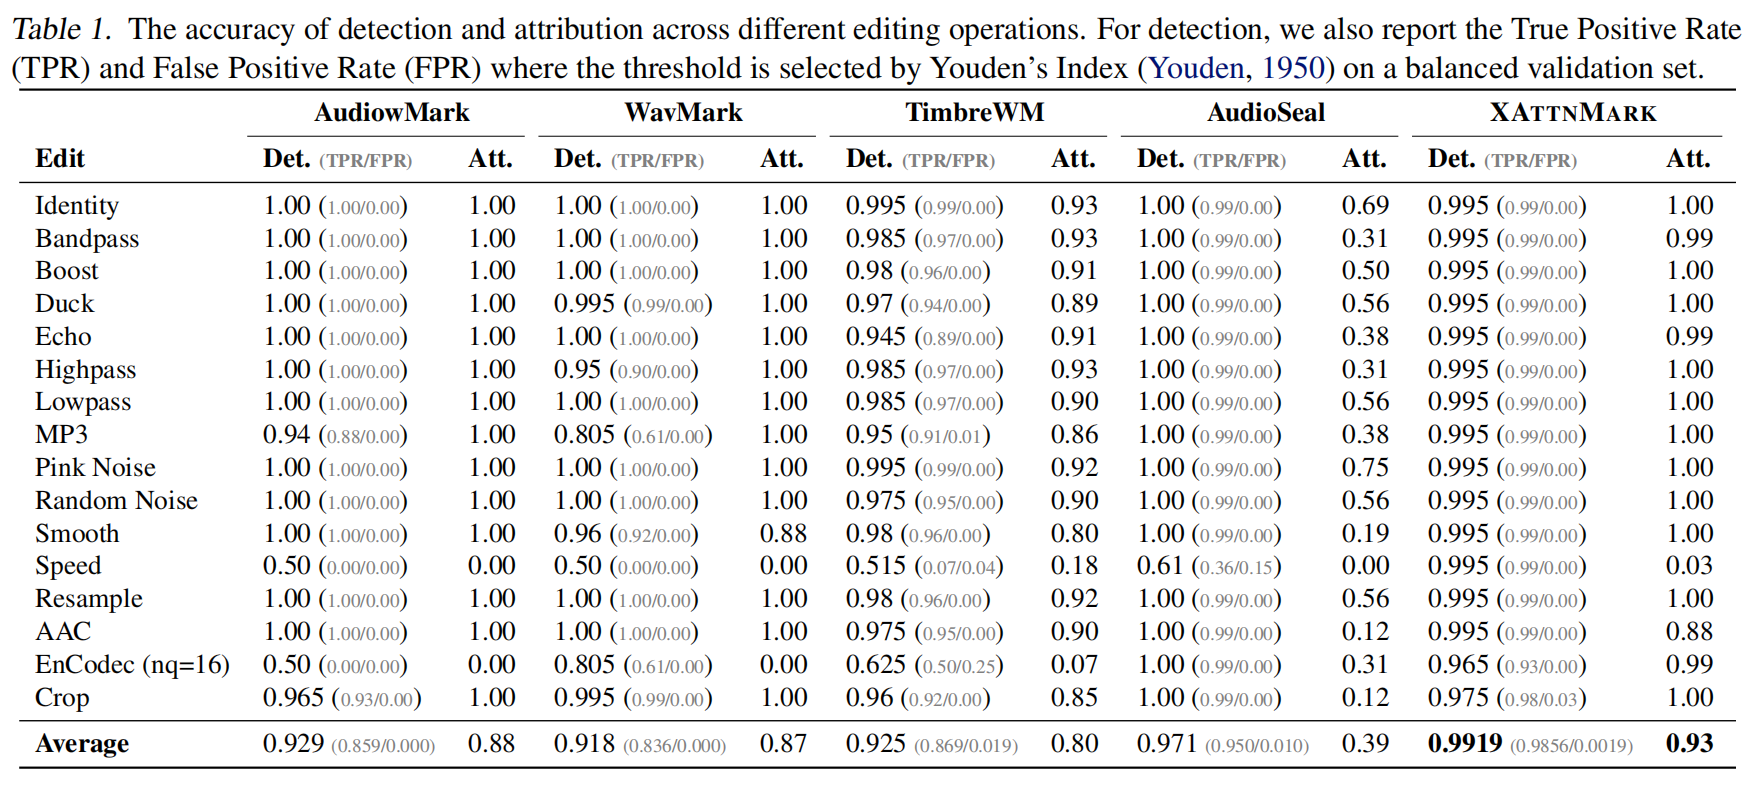 Table 1. The accuracy of detection and attribution across different editing operations. For detection, we also report the True Positive Rate
(TPR) and False Positive Rate (FPR) where the threshold is selected by Youden's Index (Youden, 1950) on a balanced validation set.
AudiowMark WavMark TimbreWM AudioSeal XATTNMARK
Edit Det. (TPR/FPR) Att. Det. (TPR/FPR) Att. Det. (TPR/FPR) Att. Det. (TPR/FPR) Att. Det. (TPR/FPR) Att.
Identity 1.00 (1.00/0.00) 1.00 1.00 (1.00/0.00) 1.00 0.995 (0.99/0.00) 0.93 1.00 (0.99/0.00) 0.69 0.995 (0.99/0.00) 1.00
Bandpass 1.00 (1.00/0.00) 1.00 1.00 (1.00/0.00) 1.00 0.985 (0.97/0.00) 0.93 1.00 (0.99/0.00) 0.31 0.995 (0.99/0.00) 0.99
Boost 1.00 (1.00/0.00) 1.00 1.00 (1.00/0.00) 1.00 0.98 (0.96/0.00) 0.91 1.00 (0.99/0.00) 0.50 0.995 (0.99/0.00) 1.00
Duck 1.00 (1.00/0.00) 1.00 0.995 (0.99/0.00) 1.00 0.97 (0.94/0.00) 0.89 1.00 (0.99/0.00) 0.56 0.995 (0.99/0.00) 1.00
Echo 1.00 (1.00/0.00) 1.00 1.00 (1.00/0.00) 1.00 0.945 (0.89/0.00) 0.91 1.00 (0.99/0.00) 0.38 0.995 (0.99/0.00) 0.99
Highpass 1.00 (1.00/0.00) 1.00 0.95 (0.90/0.00) 1.00 0.985 (0.97/0.00) 0.93 1.00 (0.99/0.00) 0.31 0.995 (0.99/0.00) 1.00
Lowpass 1.00 (1.00/0.00) 1.00 1.00 (1.00/0.00) 1.00 0.985 (0.97/0.00) 0.90 1.00 (0.99/0.00) 0.56 0.995 (0.99/0.00) 1.00
MP3 0.94 (0.88/0.00) 1.00 0.805 (0.61/0.00) 1.00 0.95 (0.91/0.01) 0.86 1.00 (0.99/0.00) 0.38 0.995 (0.99/0.00) 1.00
Pink Noise 1.00 (1.00/0.00) 1.00 1.00 (1.00/0.00) 1.00 0.995 (0.99/0.00) 0.92 1.00 (0.99/0.00) 0.75 0.995 (0.99/0.00) 1.00
Random Noise 1.00 (1.00/0.00) 1.00 1.00 (1.00/0.00) 1.00 0.975 (0.95/0.00) 0.90 1.00 (0.99/0.00) 0.56 0.995 (0.99/0.00) 1.00
Smooth 1.00 (1.00/0.00) 1.00 0.96 (0.92/0.00) 0.88 0.98 (0.96/0.00) 0.80 1.00 (0.99/0.00) 0.19 0.995 (0.99/0.00) 1.00
Speed 0.50 (0.00/0.00) 0.00 0.50 (0.00/0.00) 0.00 0.515 (0.07/0.04) 0.18 0.61 (0.36/0.15) 0.00 0.995 (0.99/0.00) 0.03
Resample 1.00 (1.00/0.00) 1.00 1.00 (1.00/0.00) 1.00 0.98 (0.96/0.00) 0.92 1.00 (0.99/0.00) 0.56 0.995 (0.99/0.00) 1.00
AAC 1.00 (1.00/0.00) 1.00 1.00 (1.00/0.00) 1.00 0.975 (0.95/0.00) 0.90 1.00 (0.99/0.00) 0.12 0.995 (0.99/0.00) 0.88
EnCodec (nq=16) 0.50 (0.00/0.00) 0.00 0.805 (0.61/0.00) 0.00 0.625 (0.50/0.25) 0.07 1.00 (0.99/0.00) 0.31 0.965 (0.93/0.00) 0.99
Crop 0.965 (0.93/0.00) 1.00 0.995 (0.99/0.00) 1.00 0.96 (0.92/0.00) 0.85 1.00 (0.99/0.00) 0.12 0.975 (0.98/0.03) 1.00
Average 0.929 (0.859/0.000) 0.88 0.918 (0.836/0.000) 0.87 0.925 (0.869/0.019) 0.80 0.971 (0.950/0.010) 0.39 0.9919 (0.9856/0.0019) 0.93